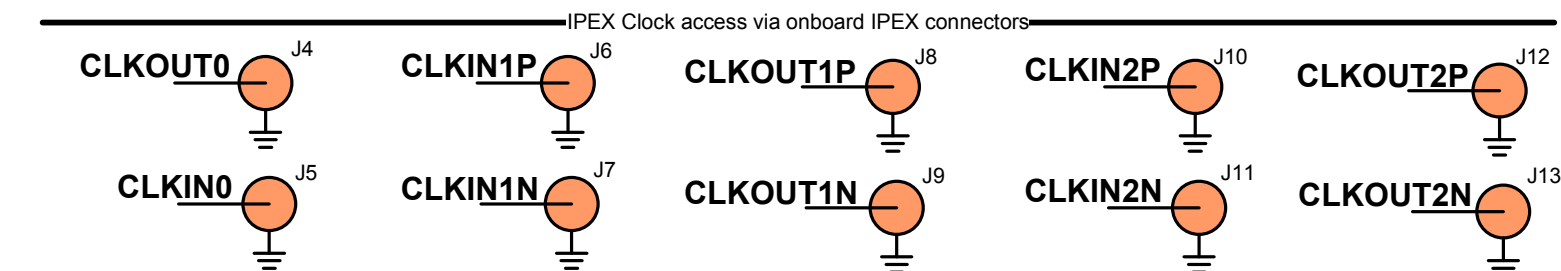 IPEX Clock access via onboard IPEX connectors
CLKOUT0 J4
CLKIN1P J6
CLKOUT1P J8
CLKIN2P J10
CLKOUT2P J12
CLKIN0 J5
CLKIN1N J7
CLKOUT1N J9
CLKIN2N J11
CLKOUT2N J13